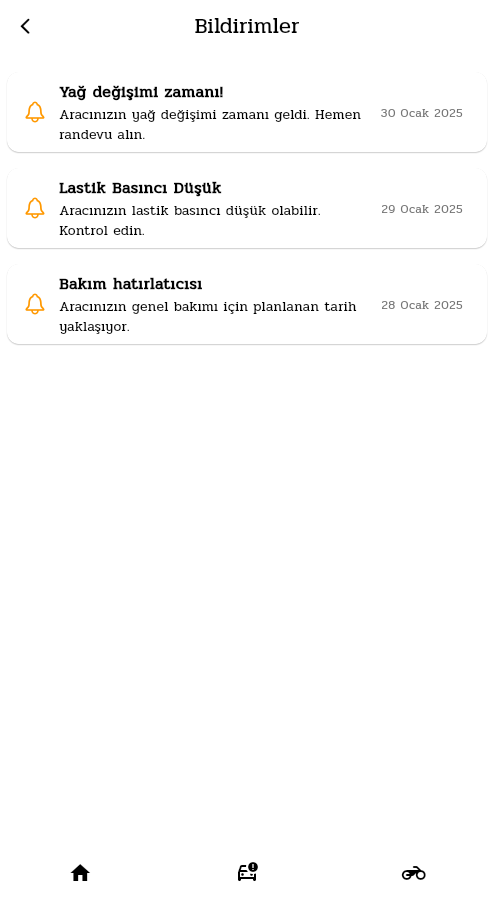 Bildirimler
Yağ değişimi zamanı!
Aracınızın yağ değişimi zamanı geldi. Hemen
randevu alın.
30 Ocak 2025
Lastik Basıncı Düşük
Aracınızın lastik basıncı düşük olabilir.
Kontrol edin.
29 Ocak 2025
Bakım hatırlatıcısı
Aracınızın genel bakımı için planlanan tarih
yaklaşıyor.
28 Ocak 2025